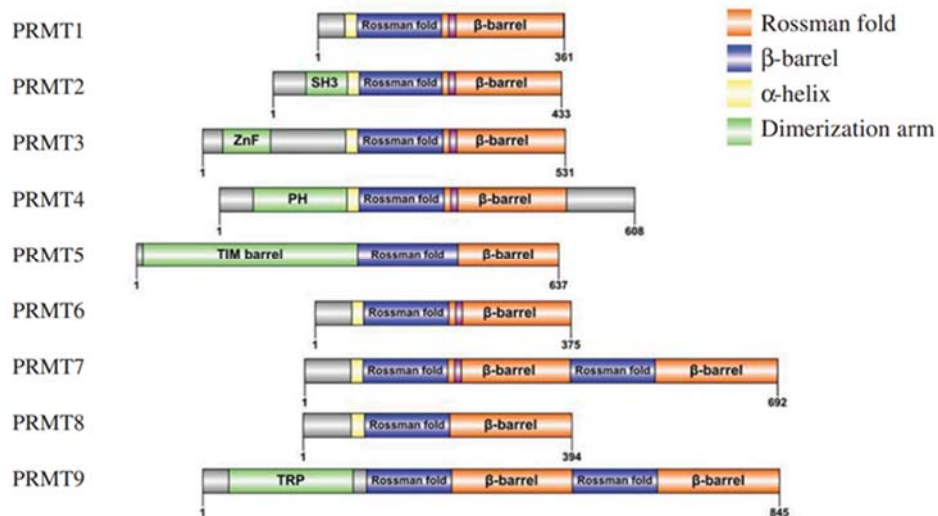 PRMT1
Rossman fold β-barrel
1 361
PRMT2
SH3 Rossman fold β-barrel
1 433
PRMT3
ZnF Rossman fold β-barrel
1 531
PRMT4
PH Rossman fold β-barrel
1 608
PRMT5
TIM barrel Rossman fold β-barrel
1 637
PRMT6
Rossman fold β-barrel
1 375
PRMT7
Rossman fold β-barrel Rossman fold β-barrel
1 692
PRMT8
Rossman fold β-barrel
1 394
PRMT9
TRP Rossman fold β-barrel Rossman fold β-barrel
1 845
Rossman fold
β-barrel
α-helix
Dimerization arm